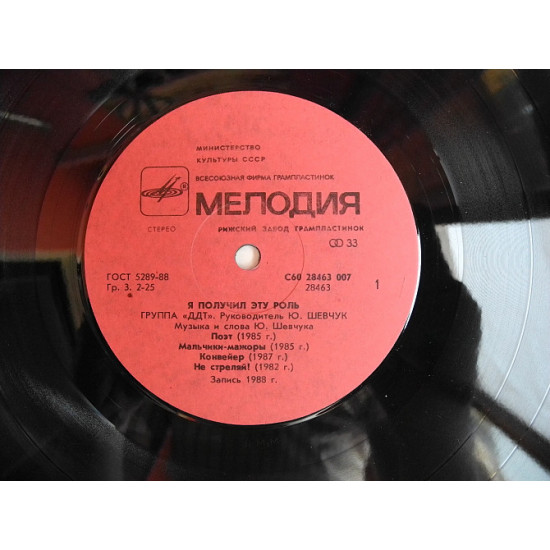 МИНИСТЕРСТВО
КУЛЬТУРЫ СССР
ВСЕСОЮЗНАЯ ФИРМА ГРАМПЛАСТИНОК
МЕЛОДИЯ
СТЕРЕО РИЖСКИЙ ЗАВОД ГРАМПЛАСТИНОК
33
ГОСТ 5289-88 С60 28463 007
Гр. 3. 2-25 28463 1
Я ПОЛУЧИЛ ЭТУ РОЛЬ
ГРУППА «ДДТ». Руководитель Ю. ШЕВЧУК
Музыка и слова Ю. Шевчука
Поэт (1985 г.)
Мальчики-мажоры (1985 г.)
Конвейер (1987 г.)
Не стреляй! (1982 г.)
Запись 1988 г.